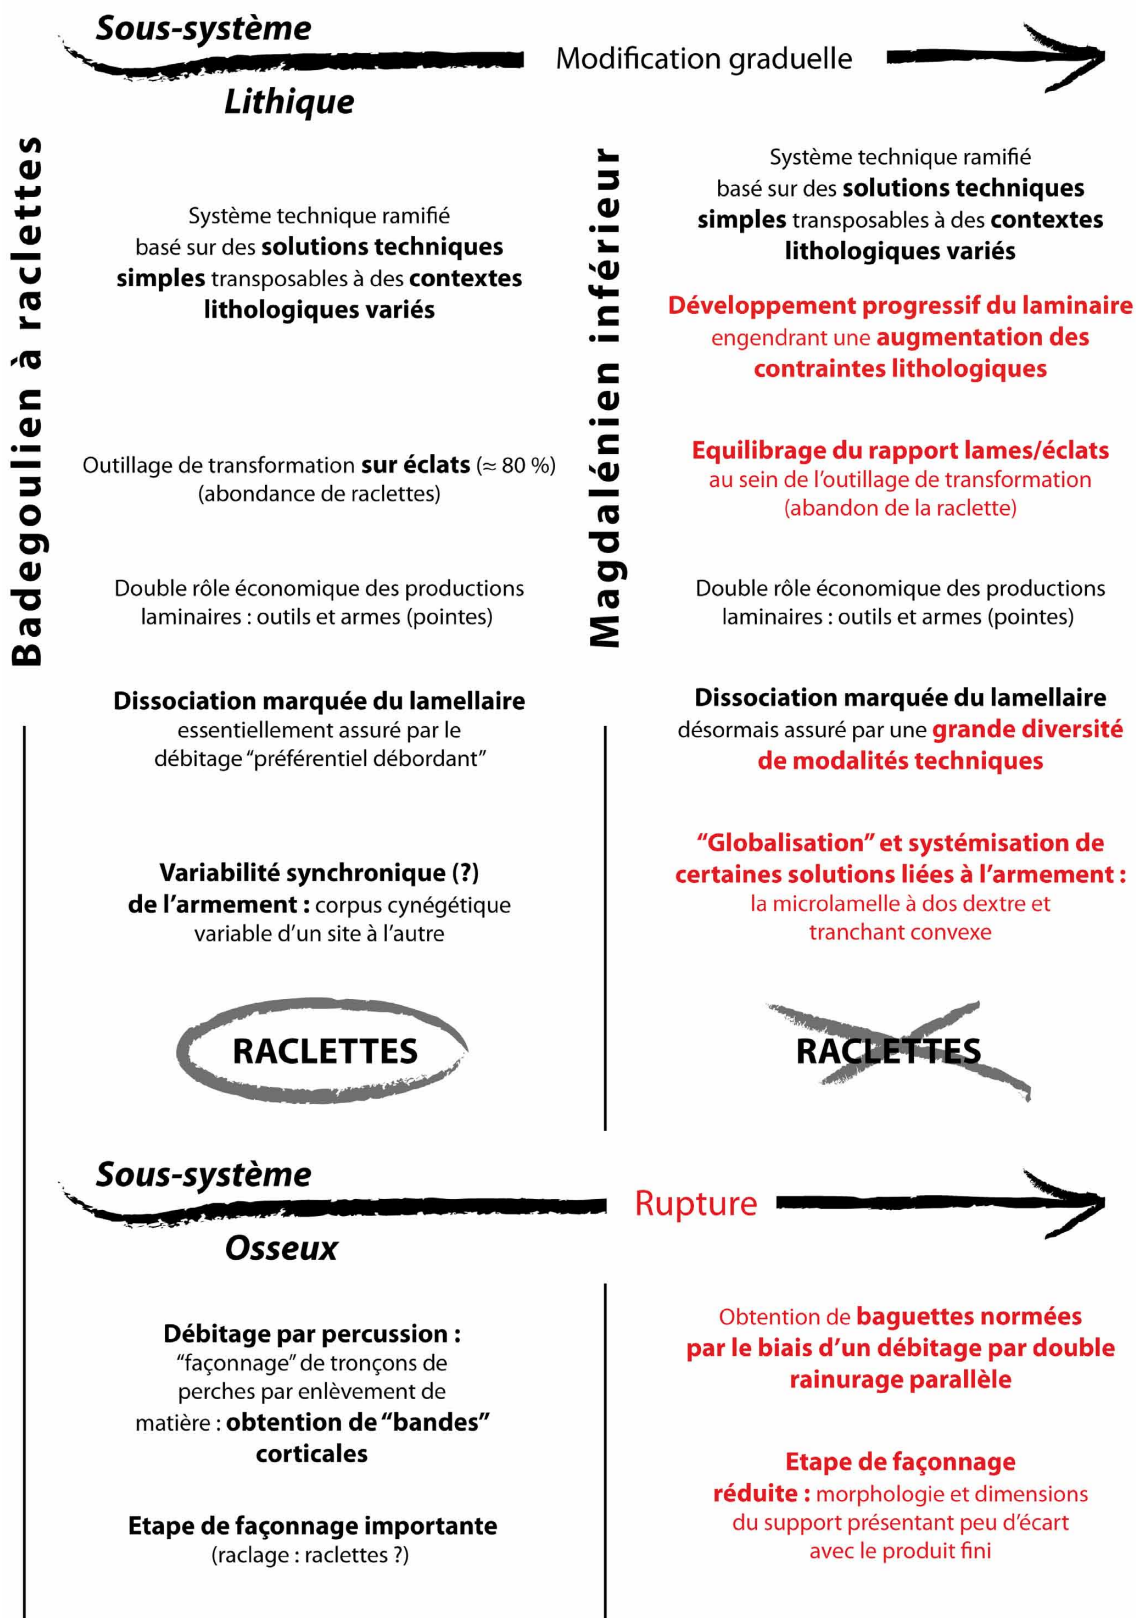 Sous-système
Modification graduelle
Lithique
Badegoulien à raclettes
Système technique ramifié
basé sur des solutions techniques
simples transposables à des contextes
lithologiques variés
Outillage de transformation sur éclats (≈ 80 %)
(abondance de raclettes)
Double rôle économique des productions
laminaires : outils et armes (pointes)
Dissociation marquée du lamellaire
essentiellement assuré par le
débitage “préférentiel débordant”
Variabilité synchronique (?)
de l’armement : corpus cynégétique
variable d’un site à l’autre
RACLETTES
Magdalénien inférieur
Système technique ramifié
basé sur des solutions techniques
simples transposables à des contextes
lithologiques variés
Développement progressif du laminaire
engendrant une augmentation des
contraintes lithologiques
Equilibrage du rapport lames/éclats
au sein de l’outillage de transformation
(abandon de la raclette)
Double rôle économique des productions
laminaires : outils et armes (pointes)
Dissociation marquée du lamellaire
désormais assuré par une grande diversité
de modalités techniques
“Globalisation” et systémisation de
certaines solutions liées à l’armement :
la microlamelle à dos dextre et
tranchant convexe
RACLETTES
Sous-système
Rupture
Osseux
Débitage par percussion :
“façonnage” de tronçons de
perches par enlèvement de
matière : obtention de “bandes”
corticales
Etape de façonnage importante
(raclage : raclettes ?)
Obtention de baguettes normées
par le biais d’un débitage par double
rainurage parallèle
Etape de façonnage
réduite : morphologie et dimensions
du support présentant peu d’écart
avec le produit fini